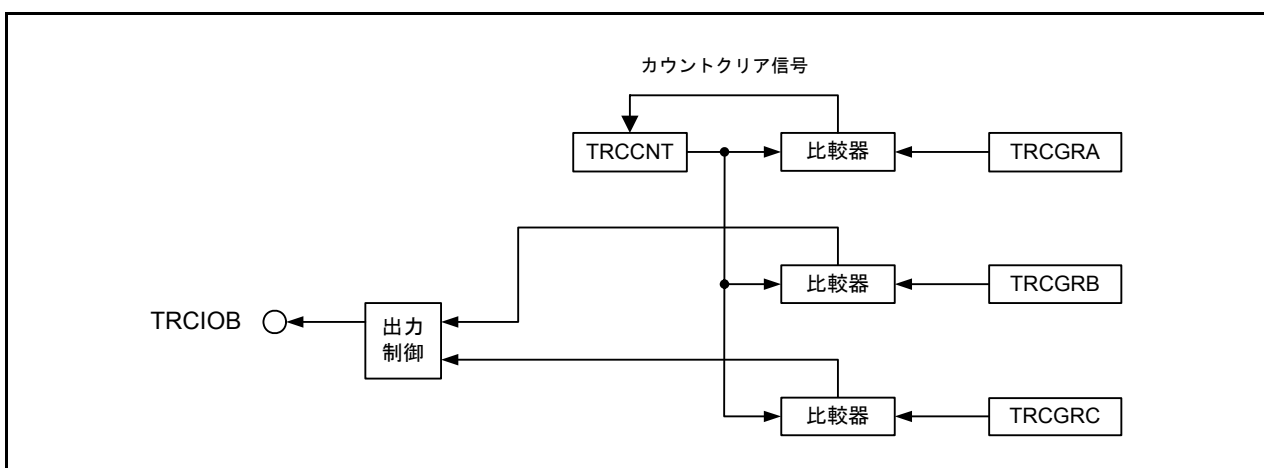 カウントクリア信号
TRCCNT
比較器
TRCGRA
比較器
TRCGRB
TRCIOB
出力
制御
比較器
TRCGRC